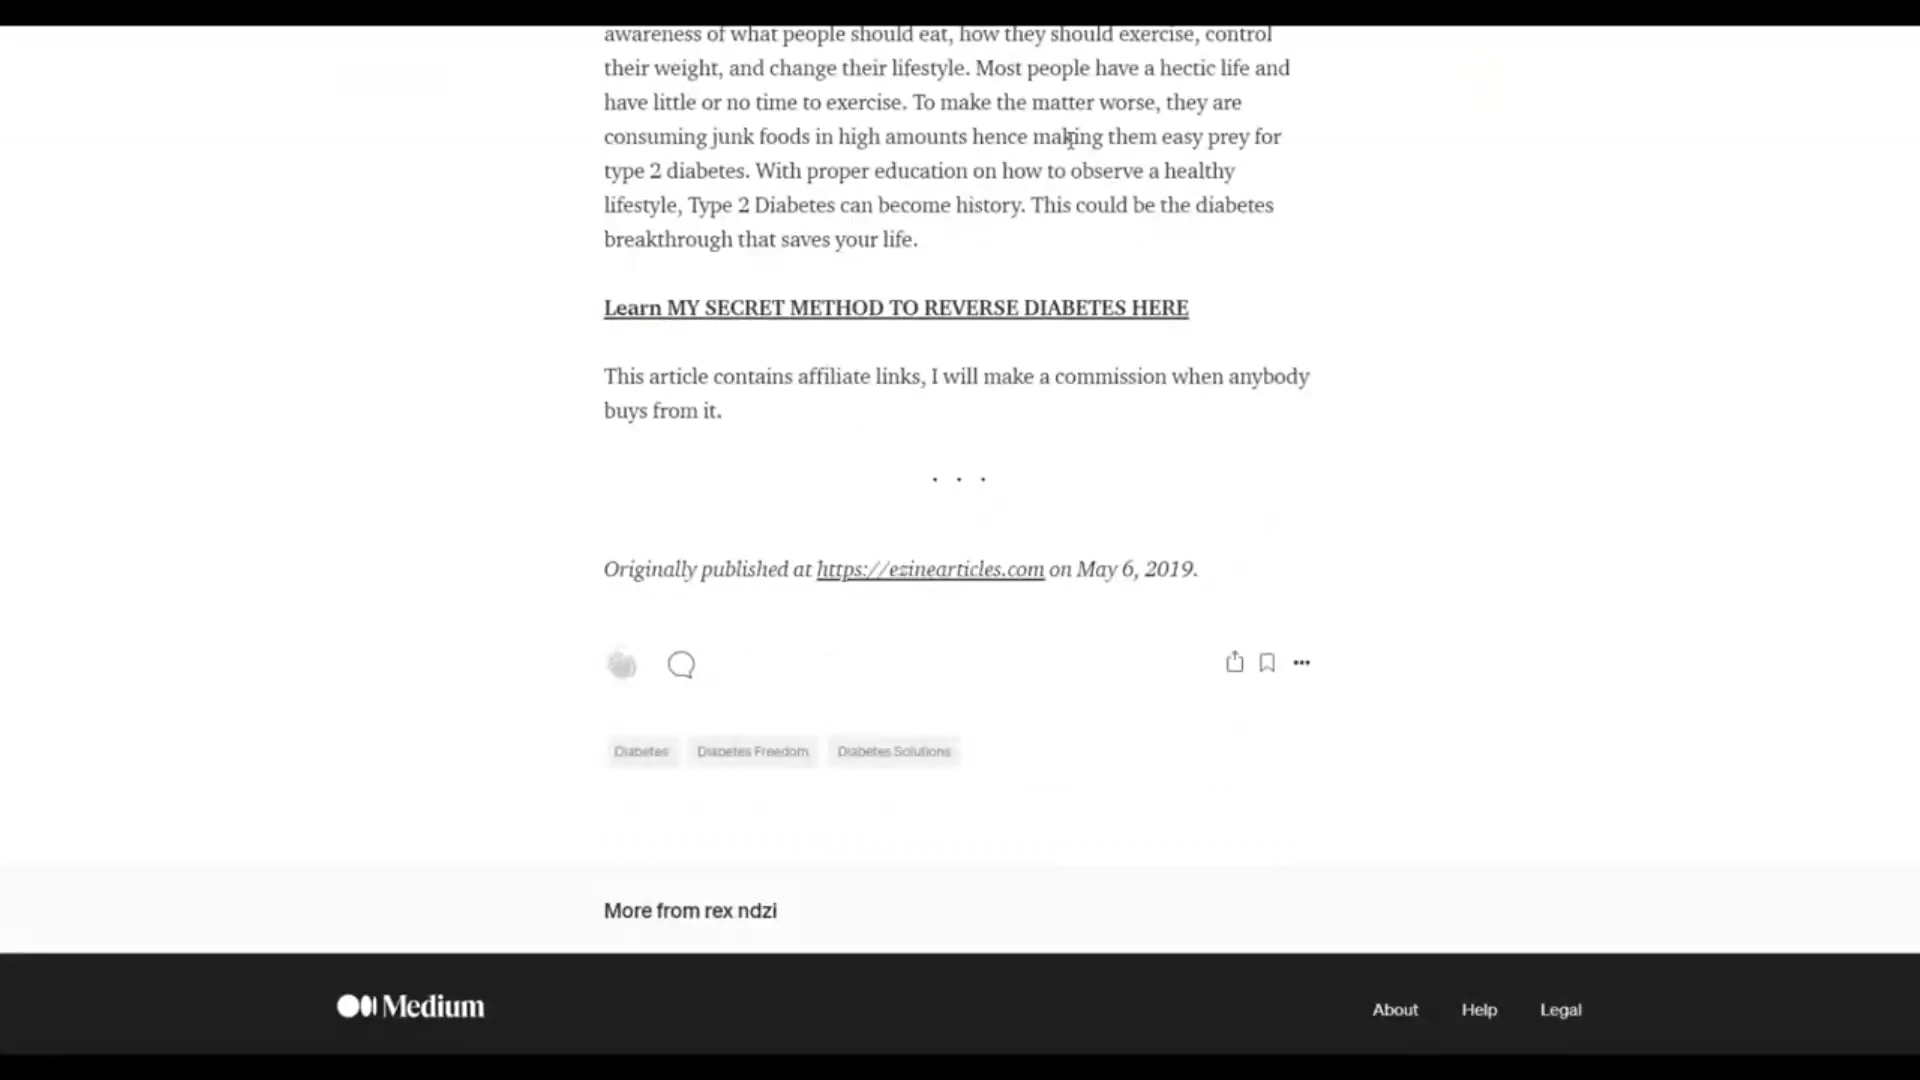 awareness of what people should eat, how they should exercise, control
their weight, and change their lifestyle. Most people have a hectic life and
have little or no time to exercise. To make the matter worse, they are
consuming junk foods in high amounts hence making them easy prey for
type 2 diabetes. With proper education on how to observe a healthy
lifestyle, Type 2 Diabetes can become history. This could be the diabetes
breakthrough that saves your life.
Learn MY SECRET METHOD TO REVERSE DIABETES HERE
This article contains affiliate links, I will make a commission when anybody
buys from it.
. . .
Originally published at https://ezinearticles.com on May 6, 2019.
Diabetes Diabetes Freedom Diabetes Solutions
More from rex ndzi
Medium About Help Legal